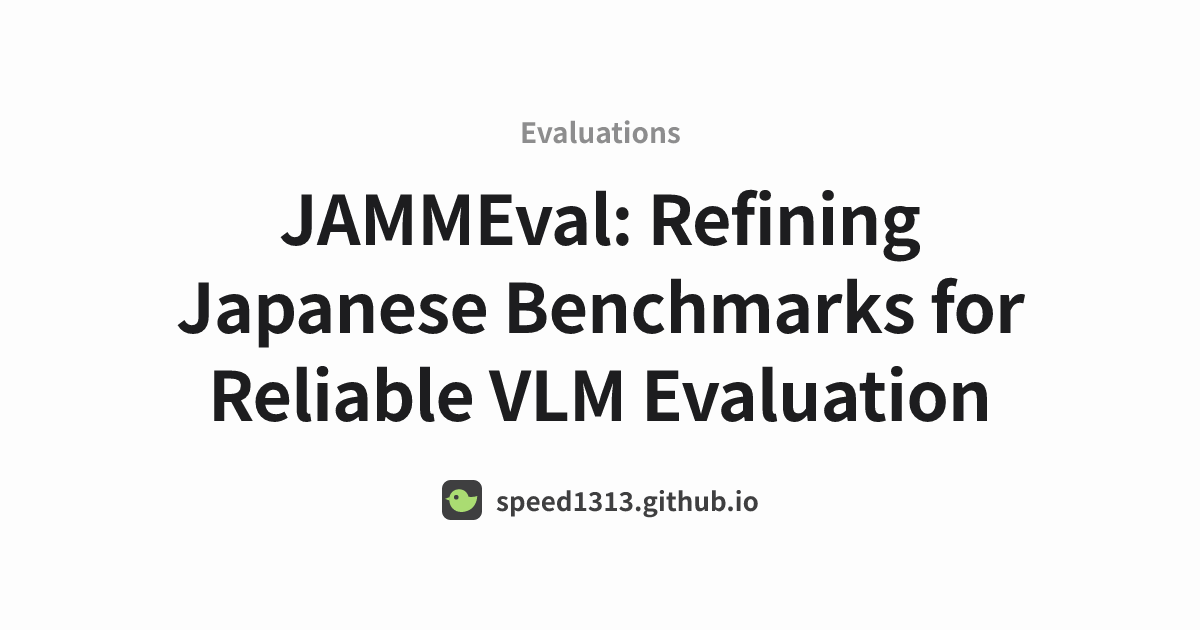 Evaluations
JAMMEval: Refining
Japanese Benchmarks for
Reliable VLM Evaluation
speed1313.github.io